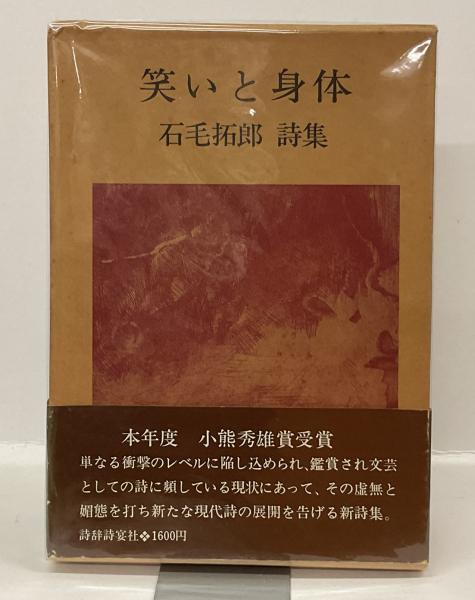 笑いと身体
石毛拓郎 詩集
本年度 小熊秀雄賞受賞
単なる衝撃のレベルに陥し込められ、鑑賞され文芸
としての詩に頽している現状にあって、その虚無と
媚態を打ち新たな現代詩の展開を告げる新詩集。
詩辞詩宴社❖1600円